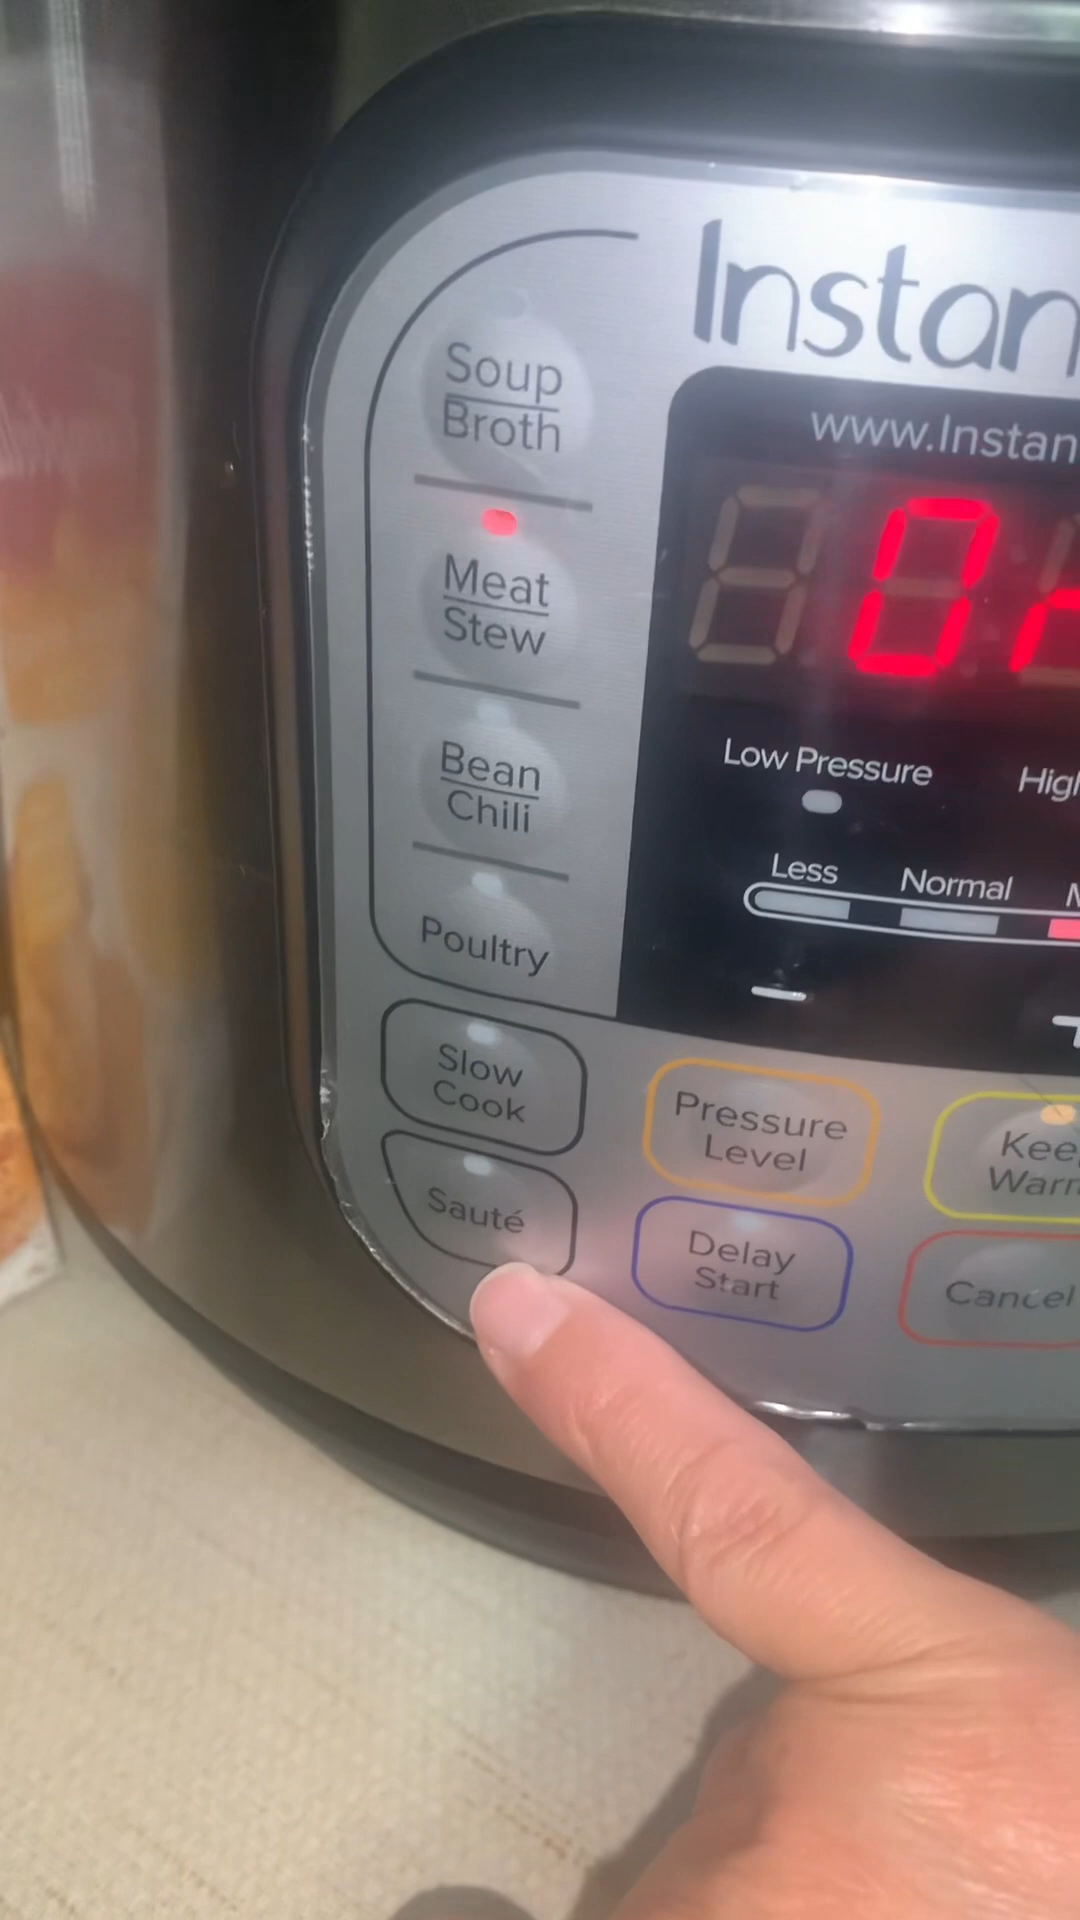 Instan
Soup
Broth
www.Instan
Meat
Stew
Low Pressure
High
Bean
Chili
Less Normal
Poultry
Slow
Cook
Pressure
Level
Keep
Warm
Sauté
Delay
Start
Cancel